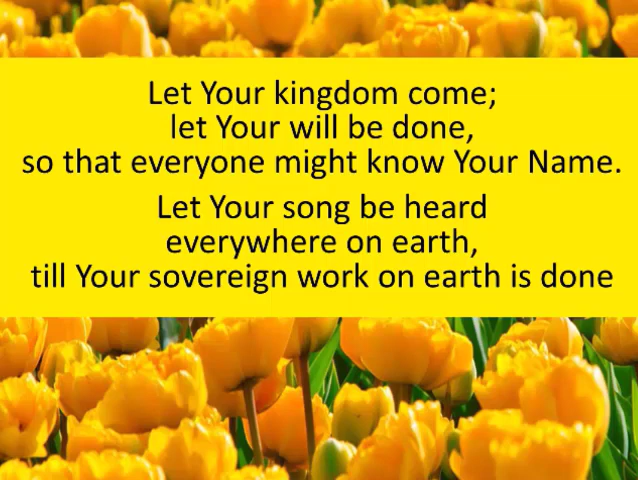 Let Your kingdom come;
let Your will be done,
so that everyone might know Your Name.
Let Your song be heard
everywhere on earth,
till Your sovereign work on earth is done